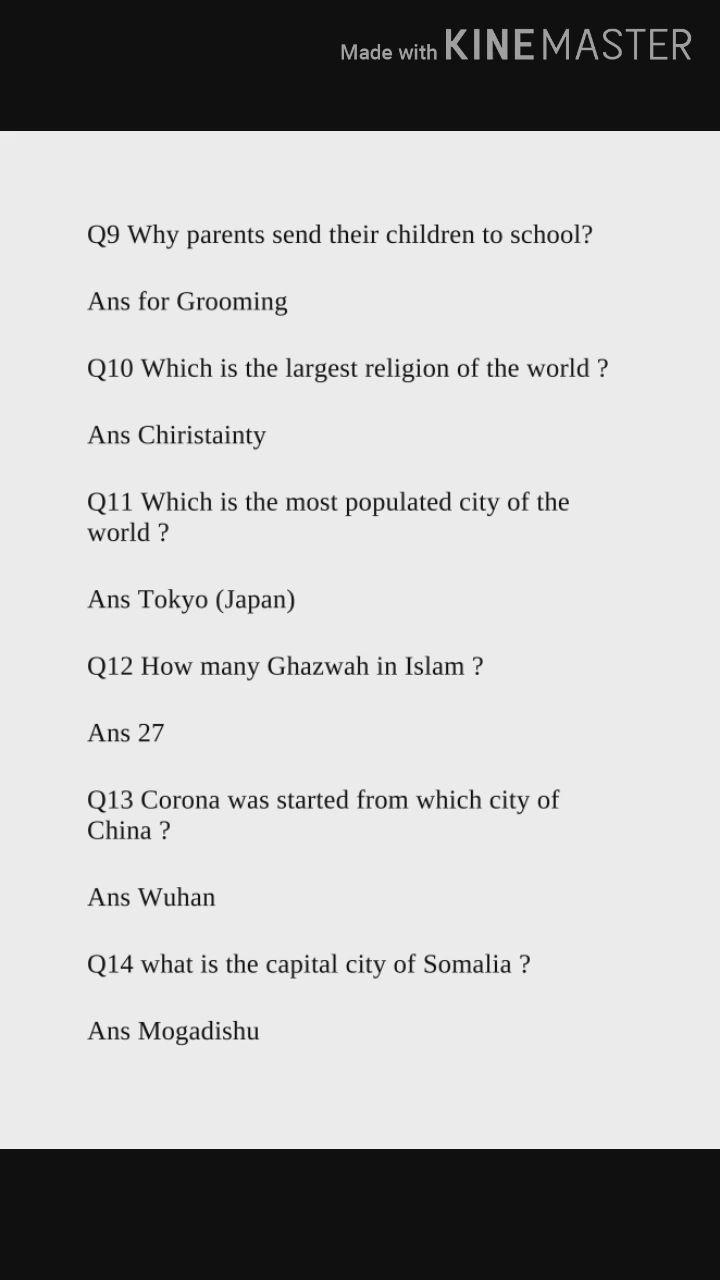 Made with KINEMASTER
Q9 Why parents send their children to school?
Ans for Grooming
Q10 Which is the largest religion of the world ?
Ans Chiristainty
Q11 Which is the most populated city of the
world ?
Ans Tokyo (Japan)
Q12 How many Ghazwah in Islam ?
Ans 27
Q13 Corona was started from which city of
China ?
Ans Wuhan
Q14 what is the capital city of Somalia ?
Ans Mogadishu